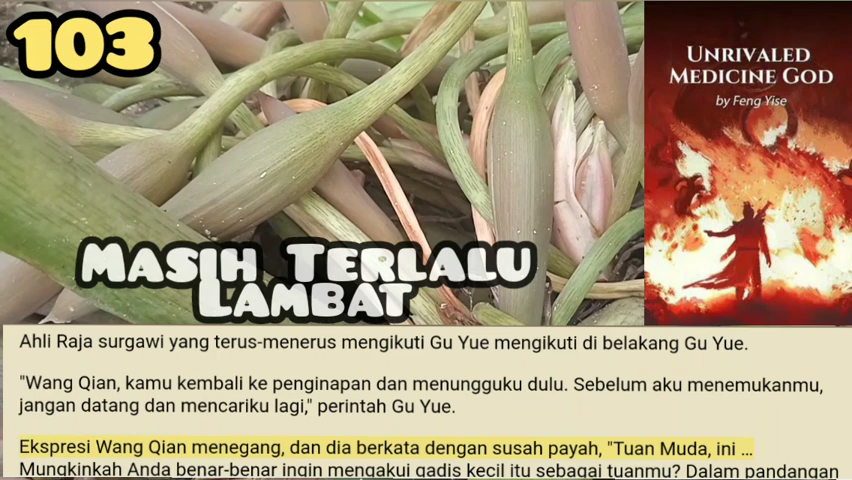 103
UNRIVALED
MEDICINE GOD
by Feng Yise
MASIH TERLALU
LAMBAT
Ahli Raja surgawi yang terus-menerus mengikuti Gu Yue mengikuti di belakang Gu Yue.
"Wang Qian, kamu kembali ke penginapan dan menungguku dulu. Sebelum aku menemukanmu,
jangan datang dan mencariku lagi," perintah Gu Yue.
Ekspresi Wang Qian menegang, dan dia berkata dengan susah payah, "Tuan Muda, ini ...
Mungkinkah Anda benar-benar ingin mengakui gadis kecil itu sebagai tuanmu? Dalam pandangan